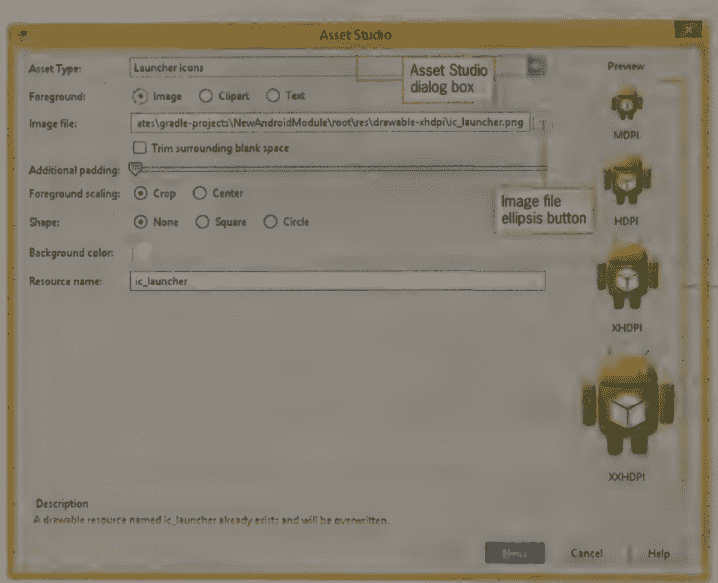 Asset Studio
Asset Type:
Launcher Icons
Asset Studio
dialog box
Preview
Foreground:
Image
Clipart
Text
Image file:
ates\gradle-projects\NewAndroidModule\root\res\drawable-xhdpi\ic_launcher.png
MDPI
Trim surrounding blank space
Additional padding:
Foreground scaling:
Crop
Center
Image file
ellipsis button
Shape:
None
Square
Circle
HDPI
Background color:
Resource name:
ic_launcher
XHDPI
XXHDPI
Description
A drawable resource named ic_launcher already exists and will be overwritten.
Next
Cancel
Help